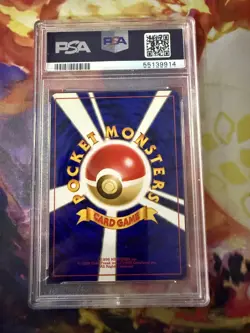 PSA
PSA
55139914
POCKET MONSTERS
CARD GAME